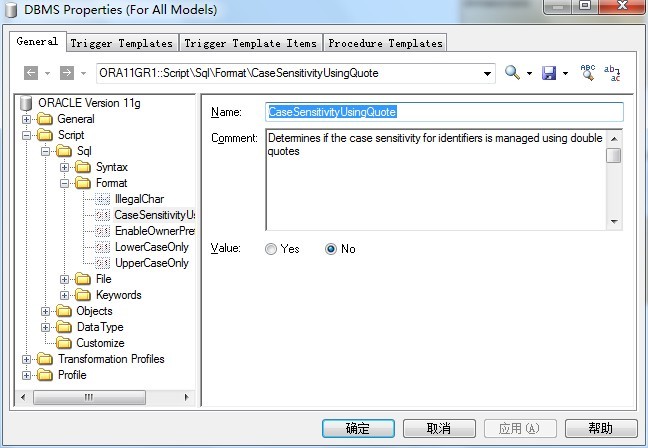 DBMS Properties (For All Models)
General Trigger Templates Trigger Template Items Procedure Templates
ORA11GR1::Script\Sql\Format\CaseSensitivityUsingQuote
ORACLE Version 11g
General
Script
Sql
Syntax
Format
IllegalChar
CaseSensitivityUs
EnableOwnerPref
LowerCaseOnly
UpperCaseOnly
File
Keywords
Objects
DataType
Customize
Transformation Profiles
Profile
Name: CaseSensitivityUsingQuote
Comment: Determines if the case sensitivity for identifiers is managed using double
quotes
Value: Yes No
确定 取消 应用(A) 帮助